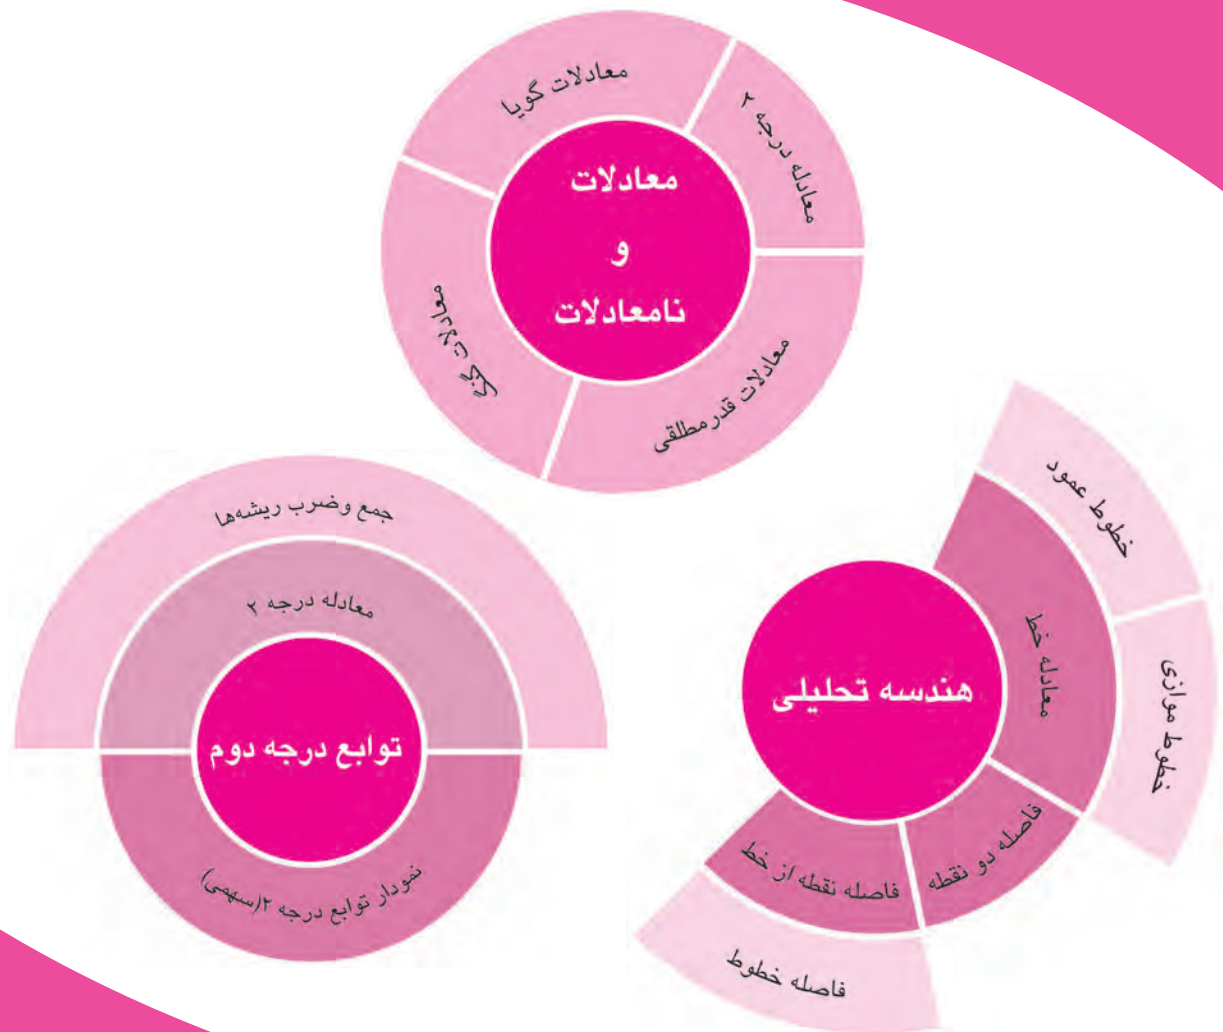 معادلات گویا
معادله درجه ۲
معادلات
و
نامعادلات
معادلات گنگ
معادلات قدرمطلقی
جمع وضرب ریشه‌ها
معادله درجه ۲
توابع درجه دوم
نمودار توابع درجه ۲(سهمی)
خطوط عمود
معادله خط
خطوط موازی
هندسه تحلیلی
فاصله دو نقطه
فاصله نقطه از خط
فاصله خطوط